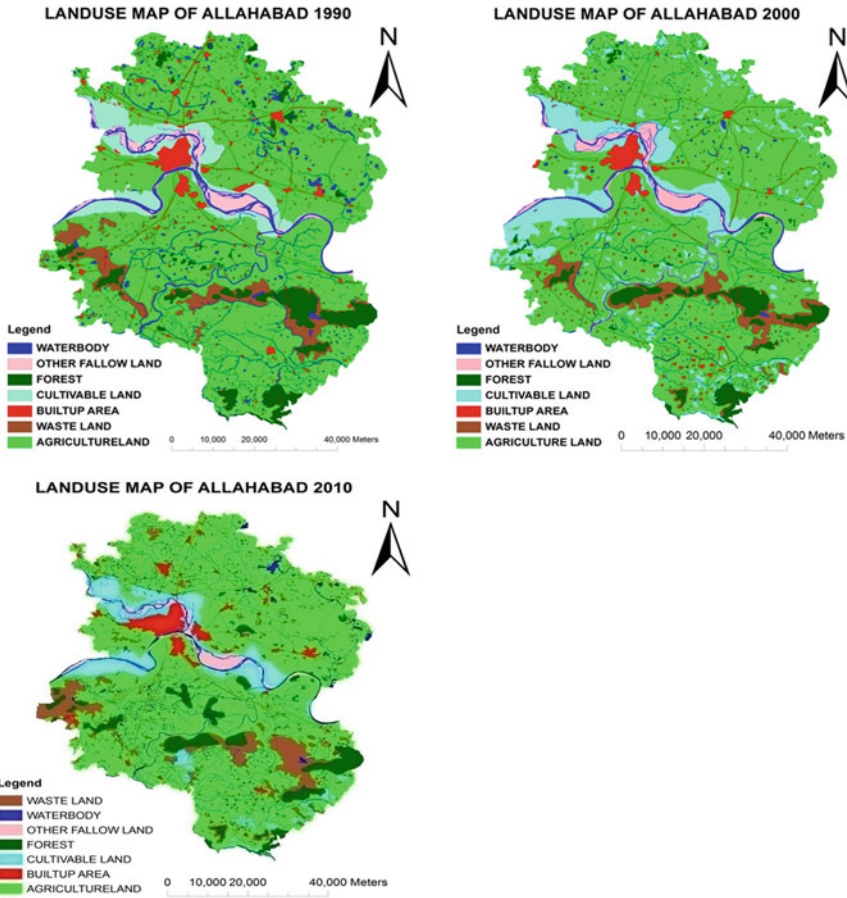 LANDUSE MAP OF ALLAHABAD 1990
N
Legend
WATERBODY
OTHER FALLOW LAND
FOREST
CULTIVABLE LAND
BUILTUP AREA
WASTE LAND
AGRICULTURELAND
0 10,000 20,000 40,000 Meters
LANDUSE MAP OF ALLAHABAD 2000
N
Legend
WATERBODY
OTHER FALLOW LAND
FOREST
CULTIVABLE LAND
BUILTUP AREA
WASTE LAND
AGRICULTURE LAND
0 10,000 20,000 40,000 Meters
LANDUSE MAP OF ALLAHABAD 2010
N
Legend
WASTE LAND
WATERBODY
OTHER FALLOW LAND
FOREST
CULTIVABLE LAND
BUILTUP AREA
AGRICULTURELAND
0 10,000 20,000 40,000 Meters